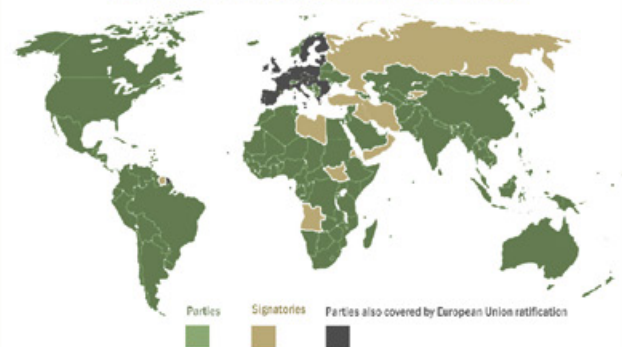 Parties
Signatories
Parties also covered by European Union ratification